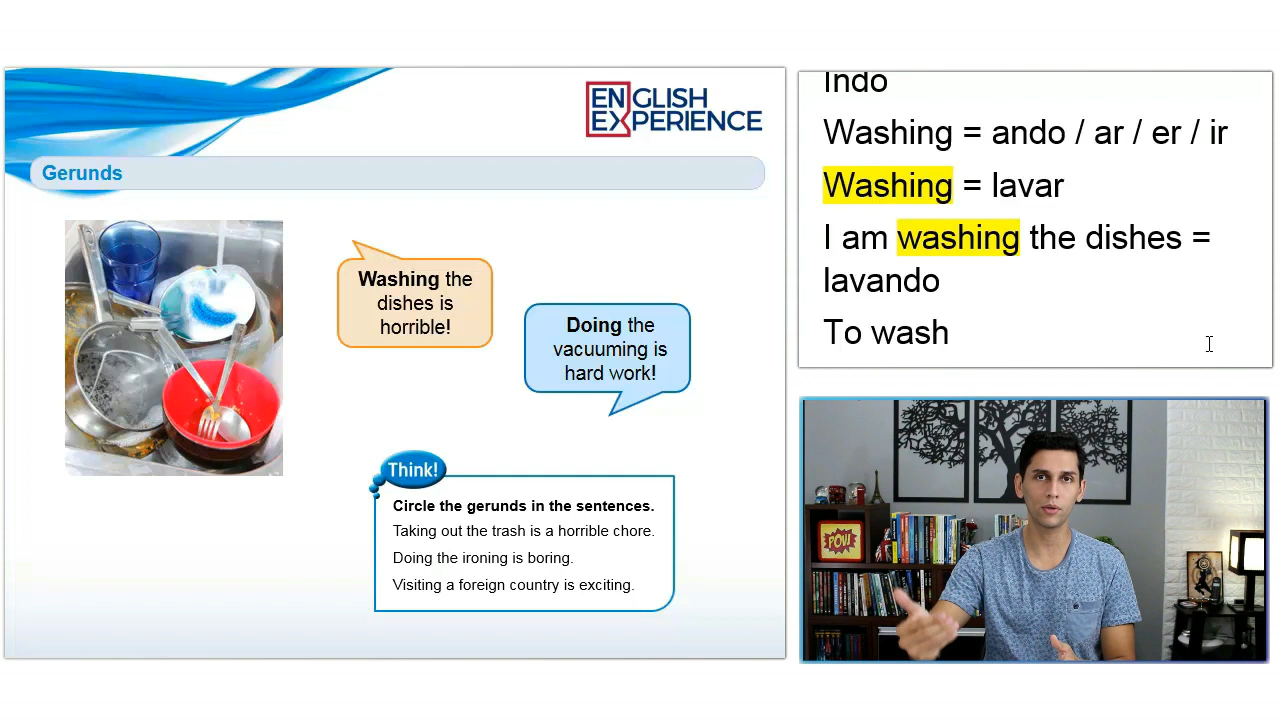 ENGLISH
EXPERIENCE
Gerunds
Washing the
dishes is
horrible!
Doing the
vacuuming is
hard work!
Think!
Circle the gerunds in the sentences.
Taking out the trash is a horrible chore.
Doing the ironing is boring.
Visiting a foreign country is exciting.
Indo
Washing = ando / ar / er / ir
Washing = lavar
I am washing the dishes =
lavando
To wash
POW!